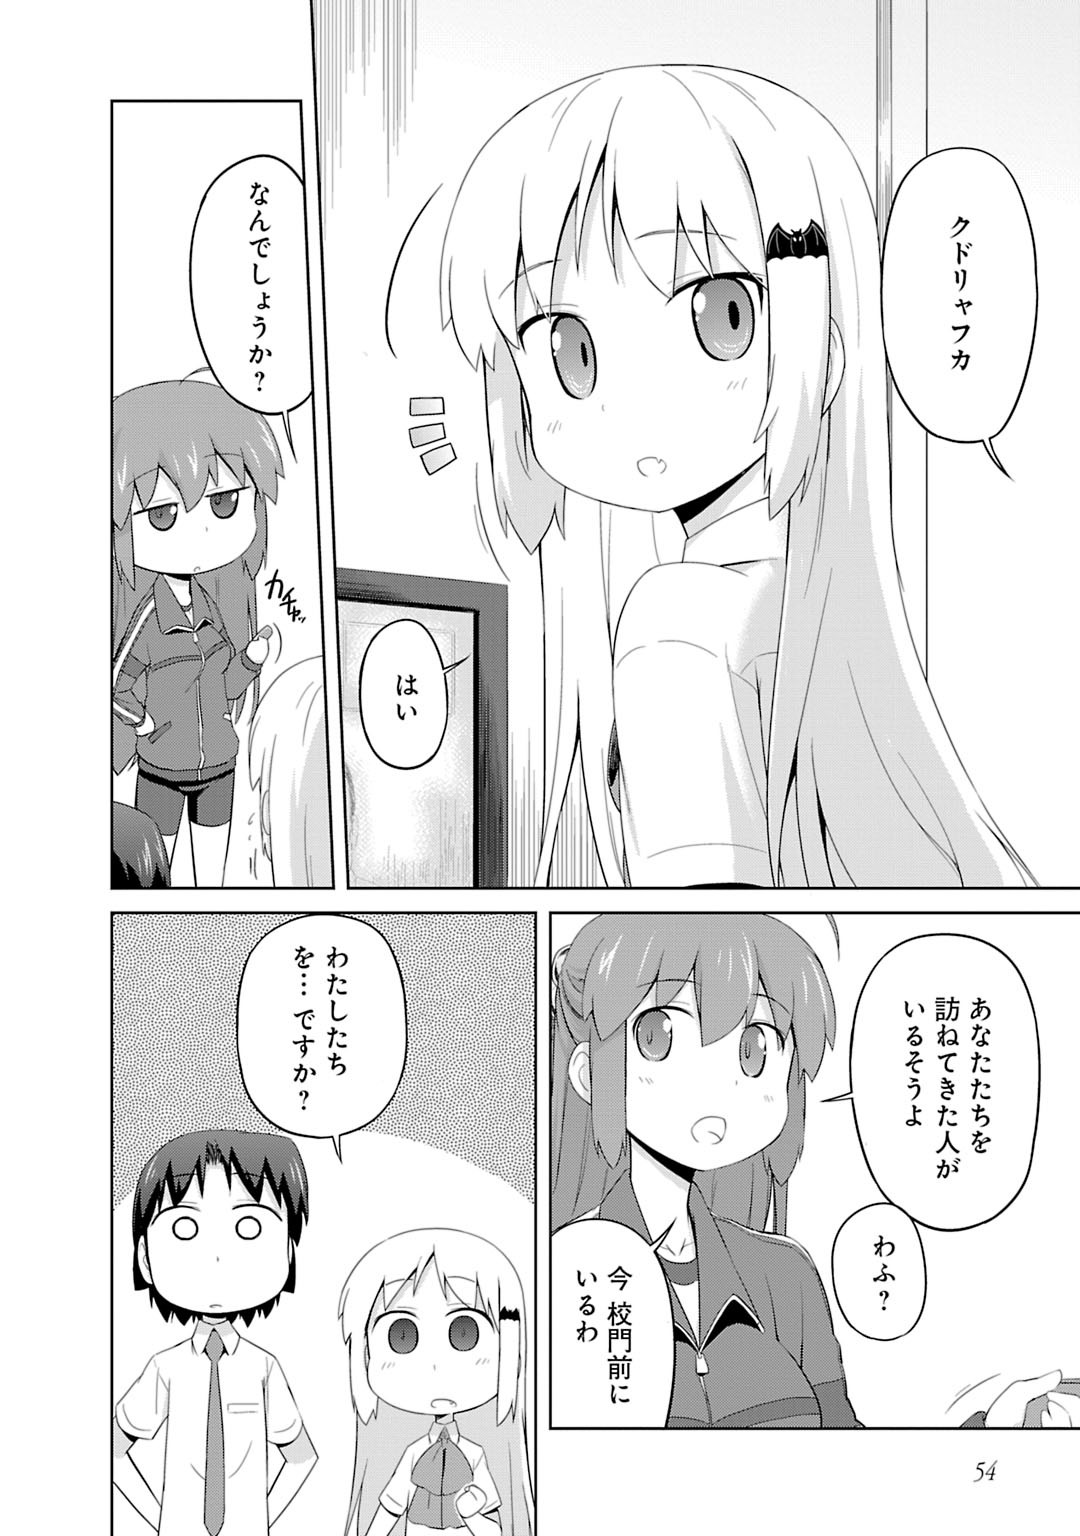 クドリャフカ
はい
なんでしょうか？
カチャッ
あなたたちを
訪ねてきた人が
いるそうよ
わふ？
今 校門前に
いるわ
わたしたち
を… ですか？
54